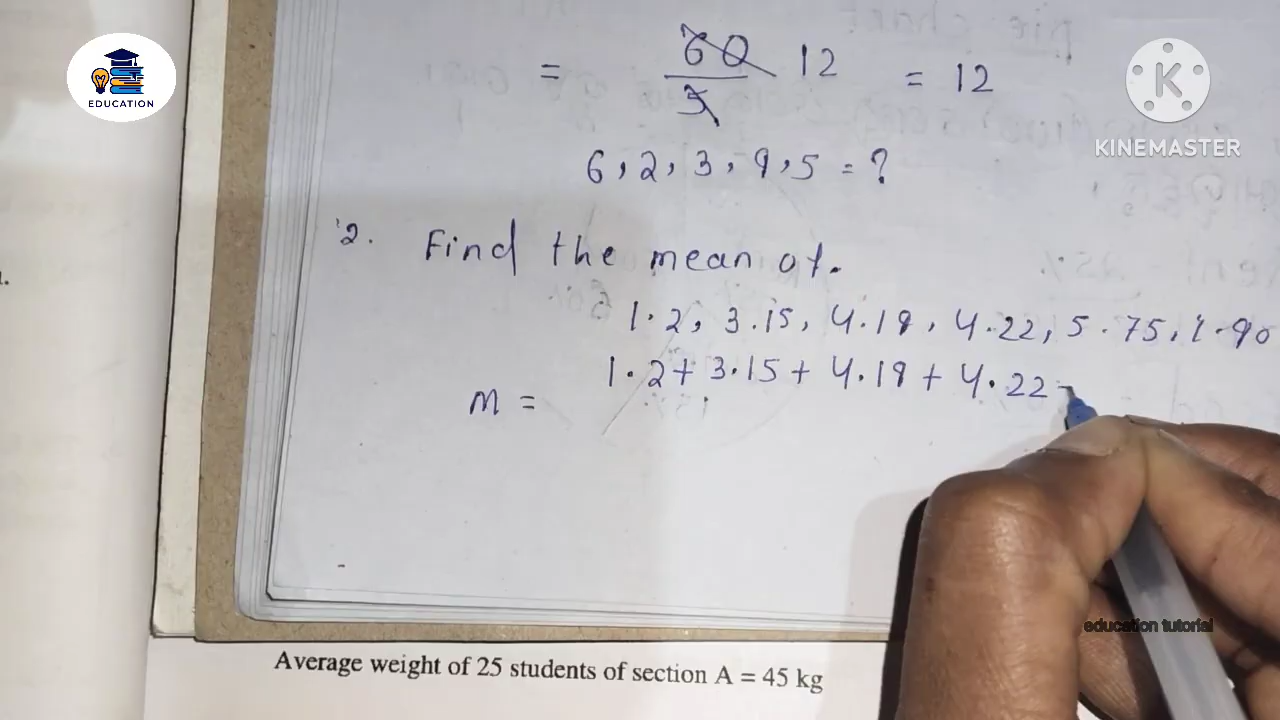 EDUCATION
K
KINEMASTER
= 60/5 12 = 12
6, 2, 3, 9, 5 = ?
2. Find the mean of.
1.2, 3.15, 4.19, 4.22, 5.75, 1.90
1.2 + 3.15 + 4.19 + 4.22
m =
education tutorial
Average weight of 25 students of section A = 45 kg